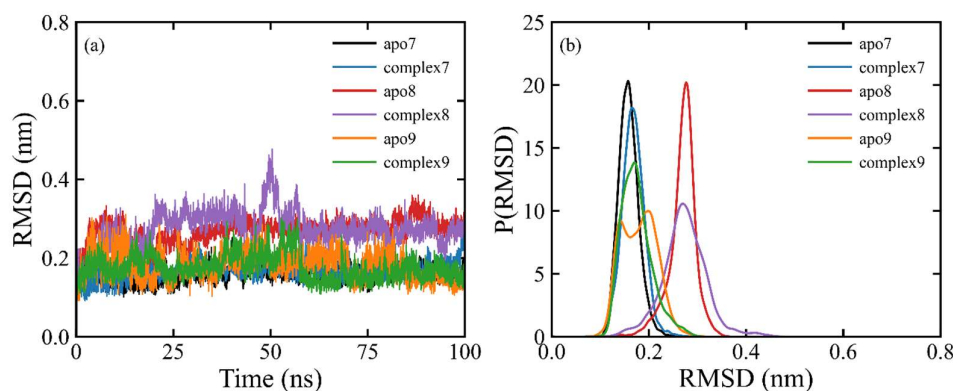 (a)
apo7
complex7
apo8
complex8
apo9
complex9
0.8
0.6
0.4
0.2
0.0
RMSD (nm)
0
25
50
75
100
Time (ns)
(b)
apo7
complex7
apo8
complex8
apo9
complex9
25
20
15
10
5
0
P(RMSD)
0.0
0.2
0.4
0.6
0.8
RMSD (nm)